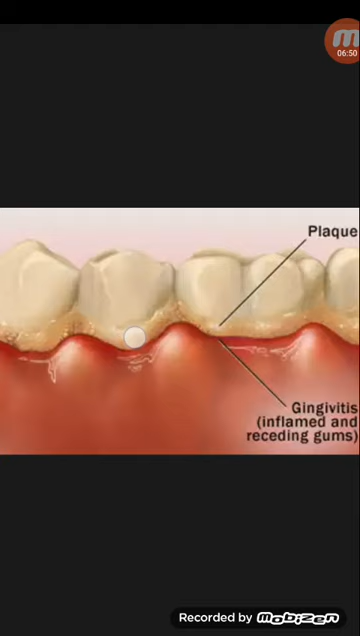 06:50
Plaque
Gingivitis
(inflamed and
receding gums)
Recorded by Mobizen